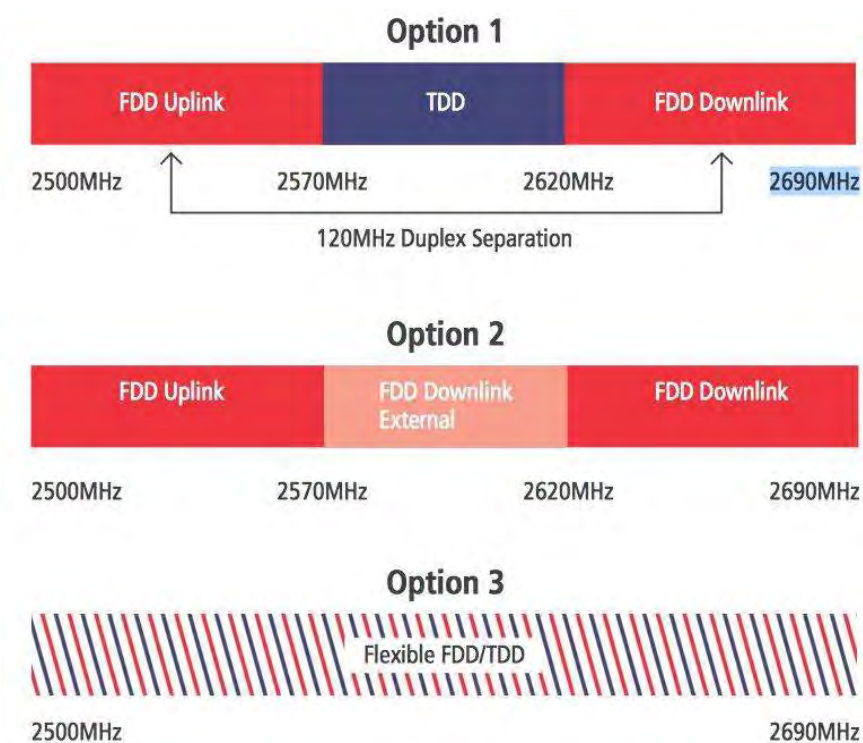 Option 1
FDD Uplink TDD FDD Downlink
2500MHz 2570MHz 2620MHz 2690MHz
120MHz Duplex Separation
Option 2
FDD Uplink FDD Downlink External FDD Downlink
2500MHz 2570MHz 2620MHz 2690MHz
Option 3
Flexible FDD/TDD
2500MHz 2690MHz